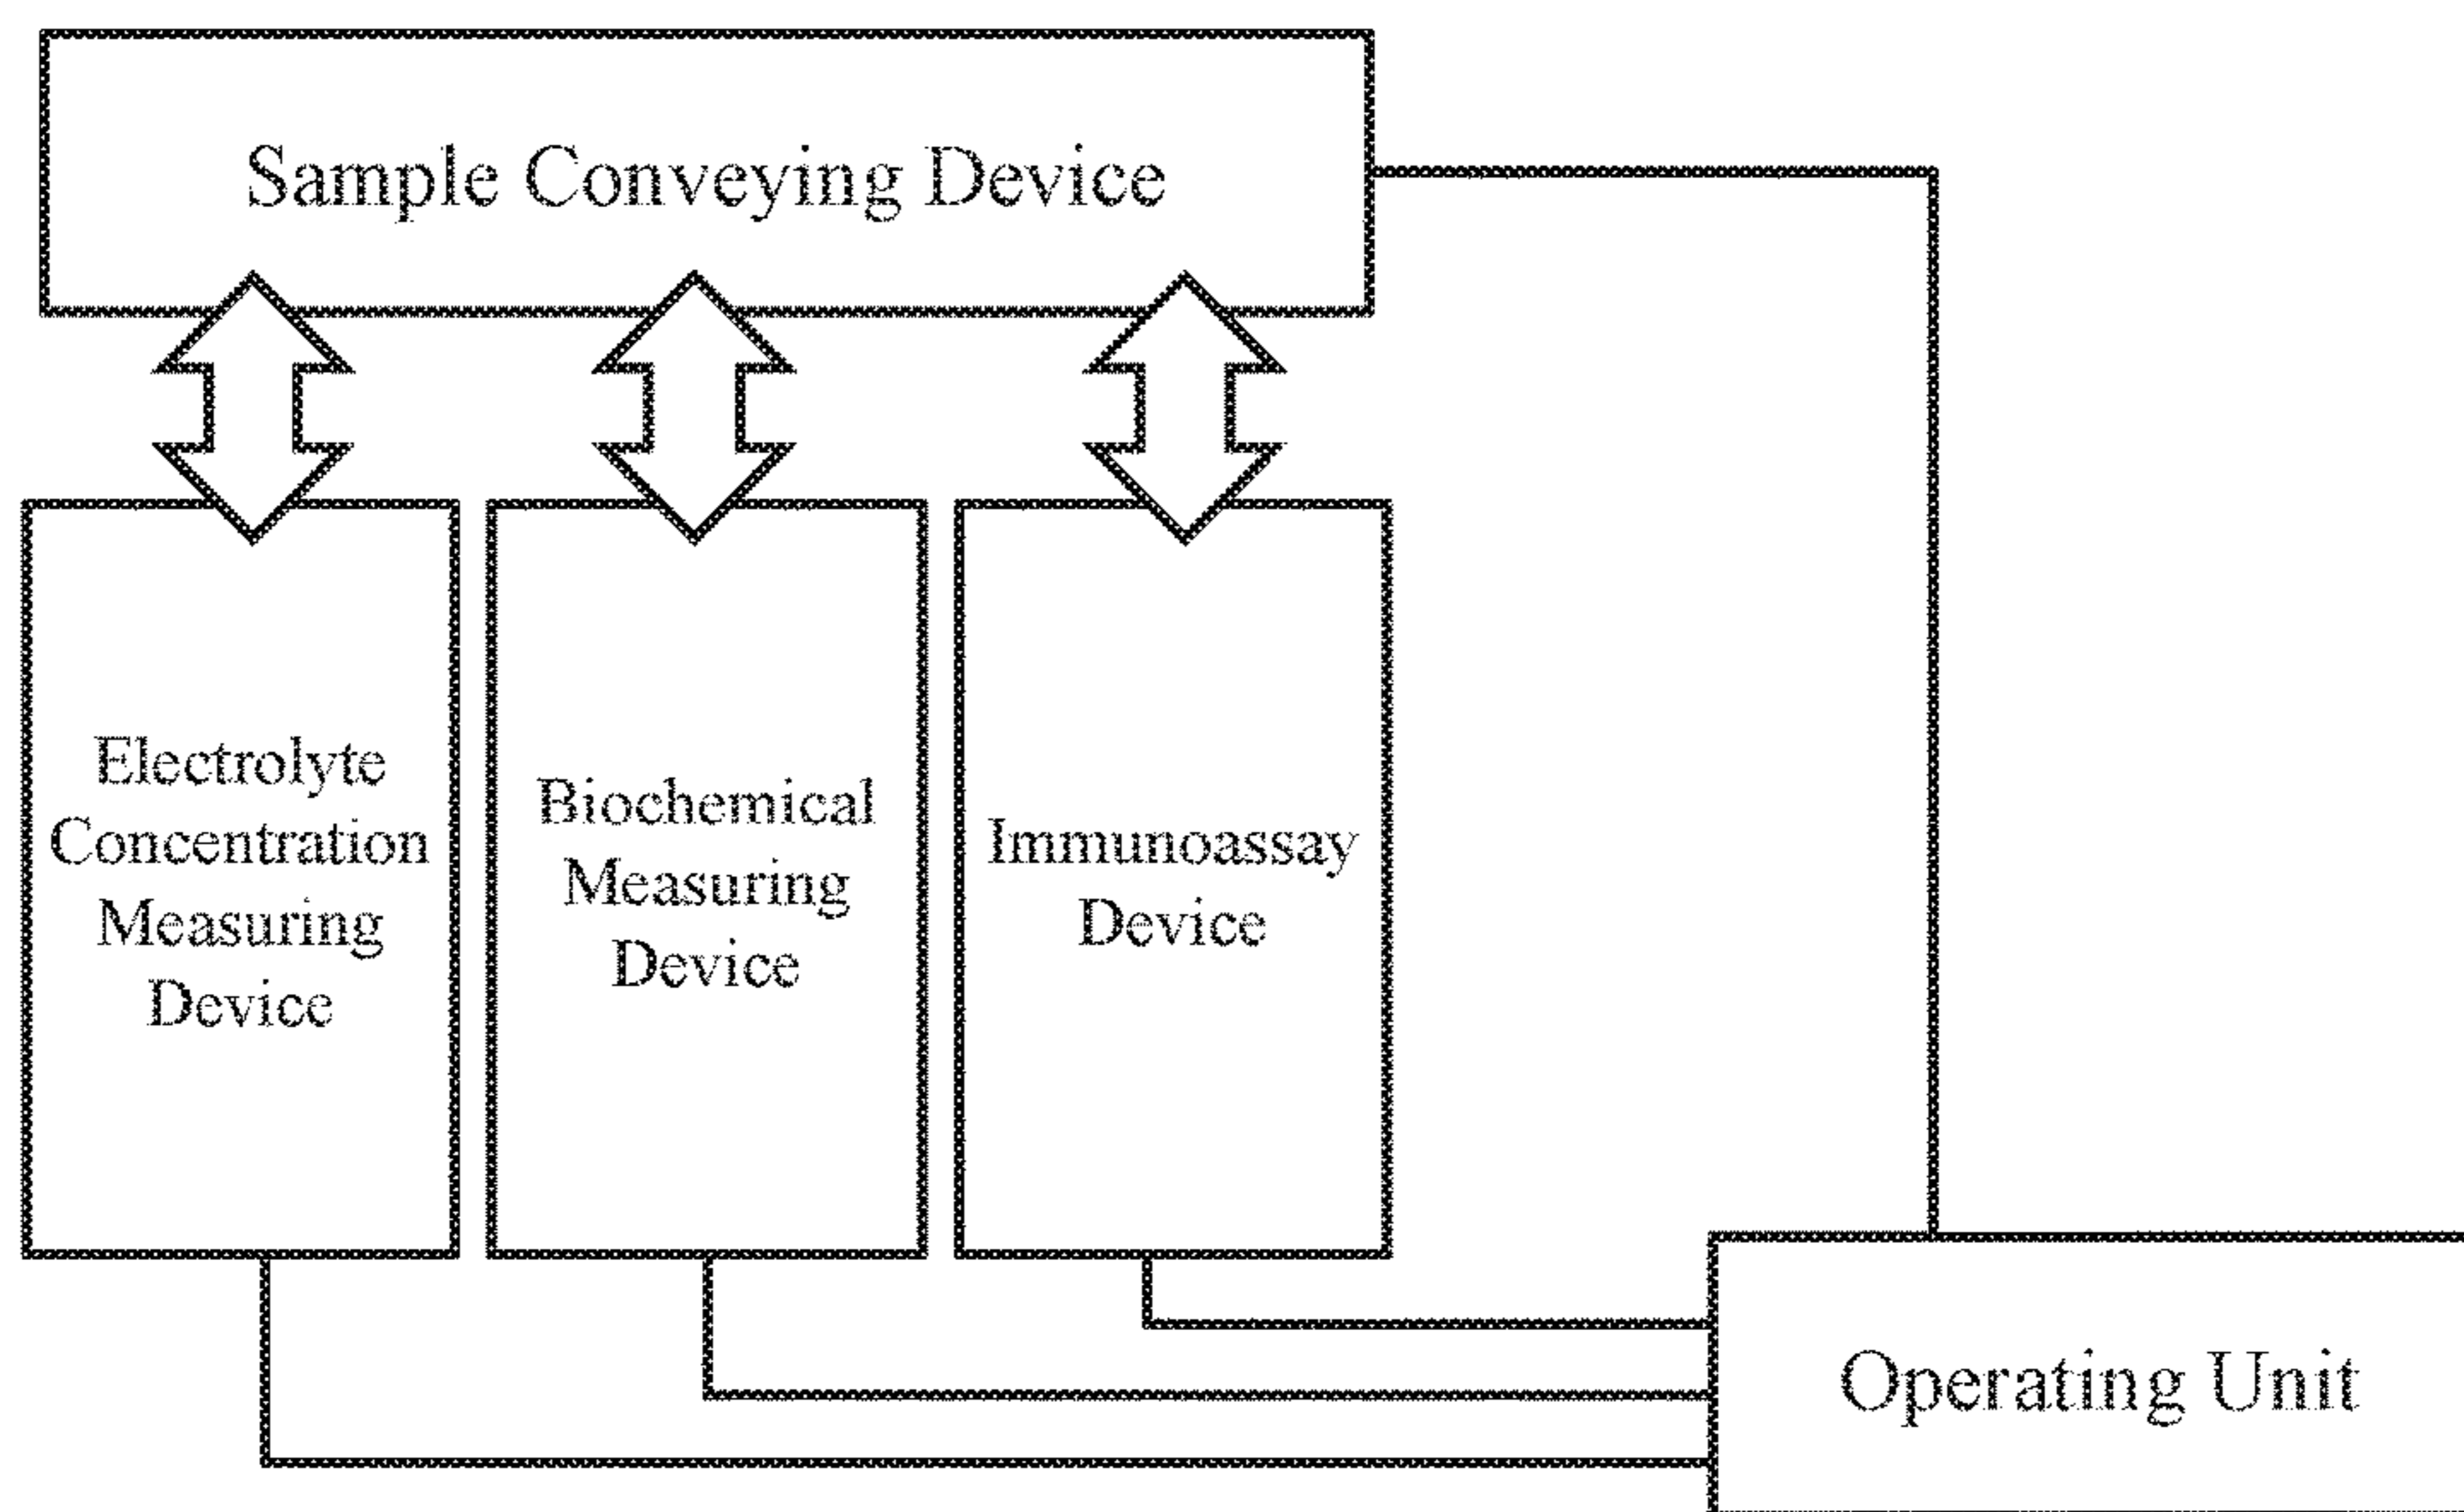 Sample Conveying Device
Electrolyte
Concentration
Measuring
Device
Biochemical
Measuring
Device
Immunoassay
Device
Operating Unit